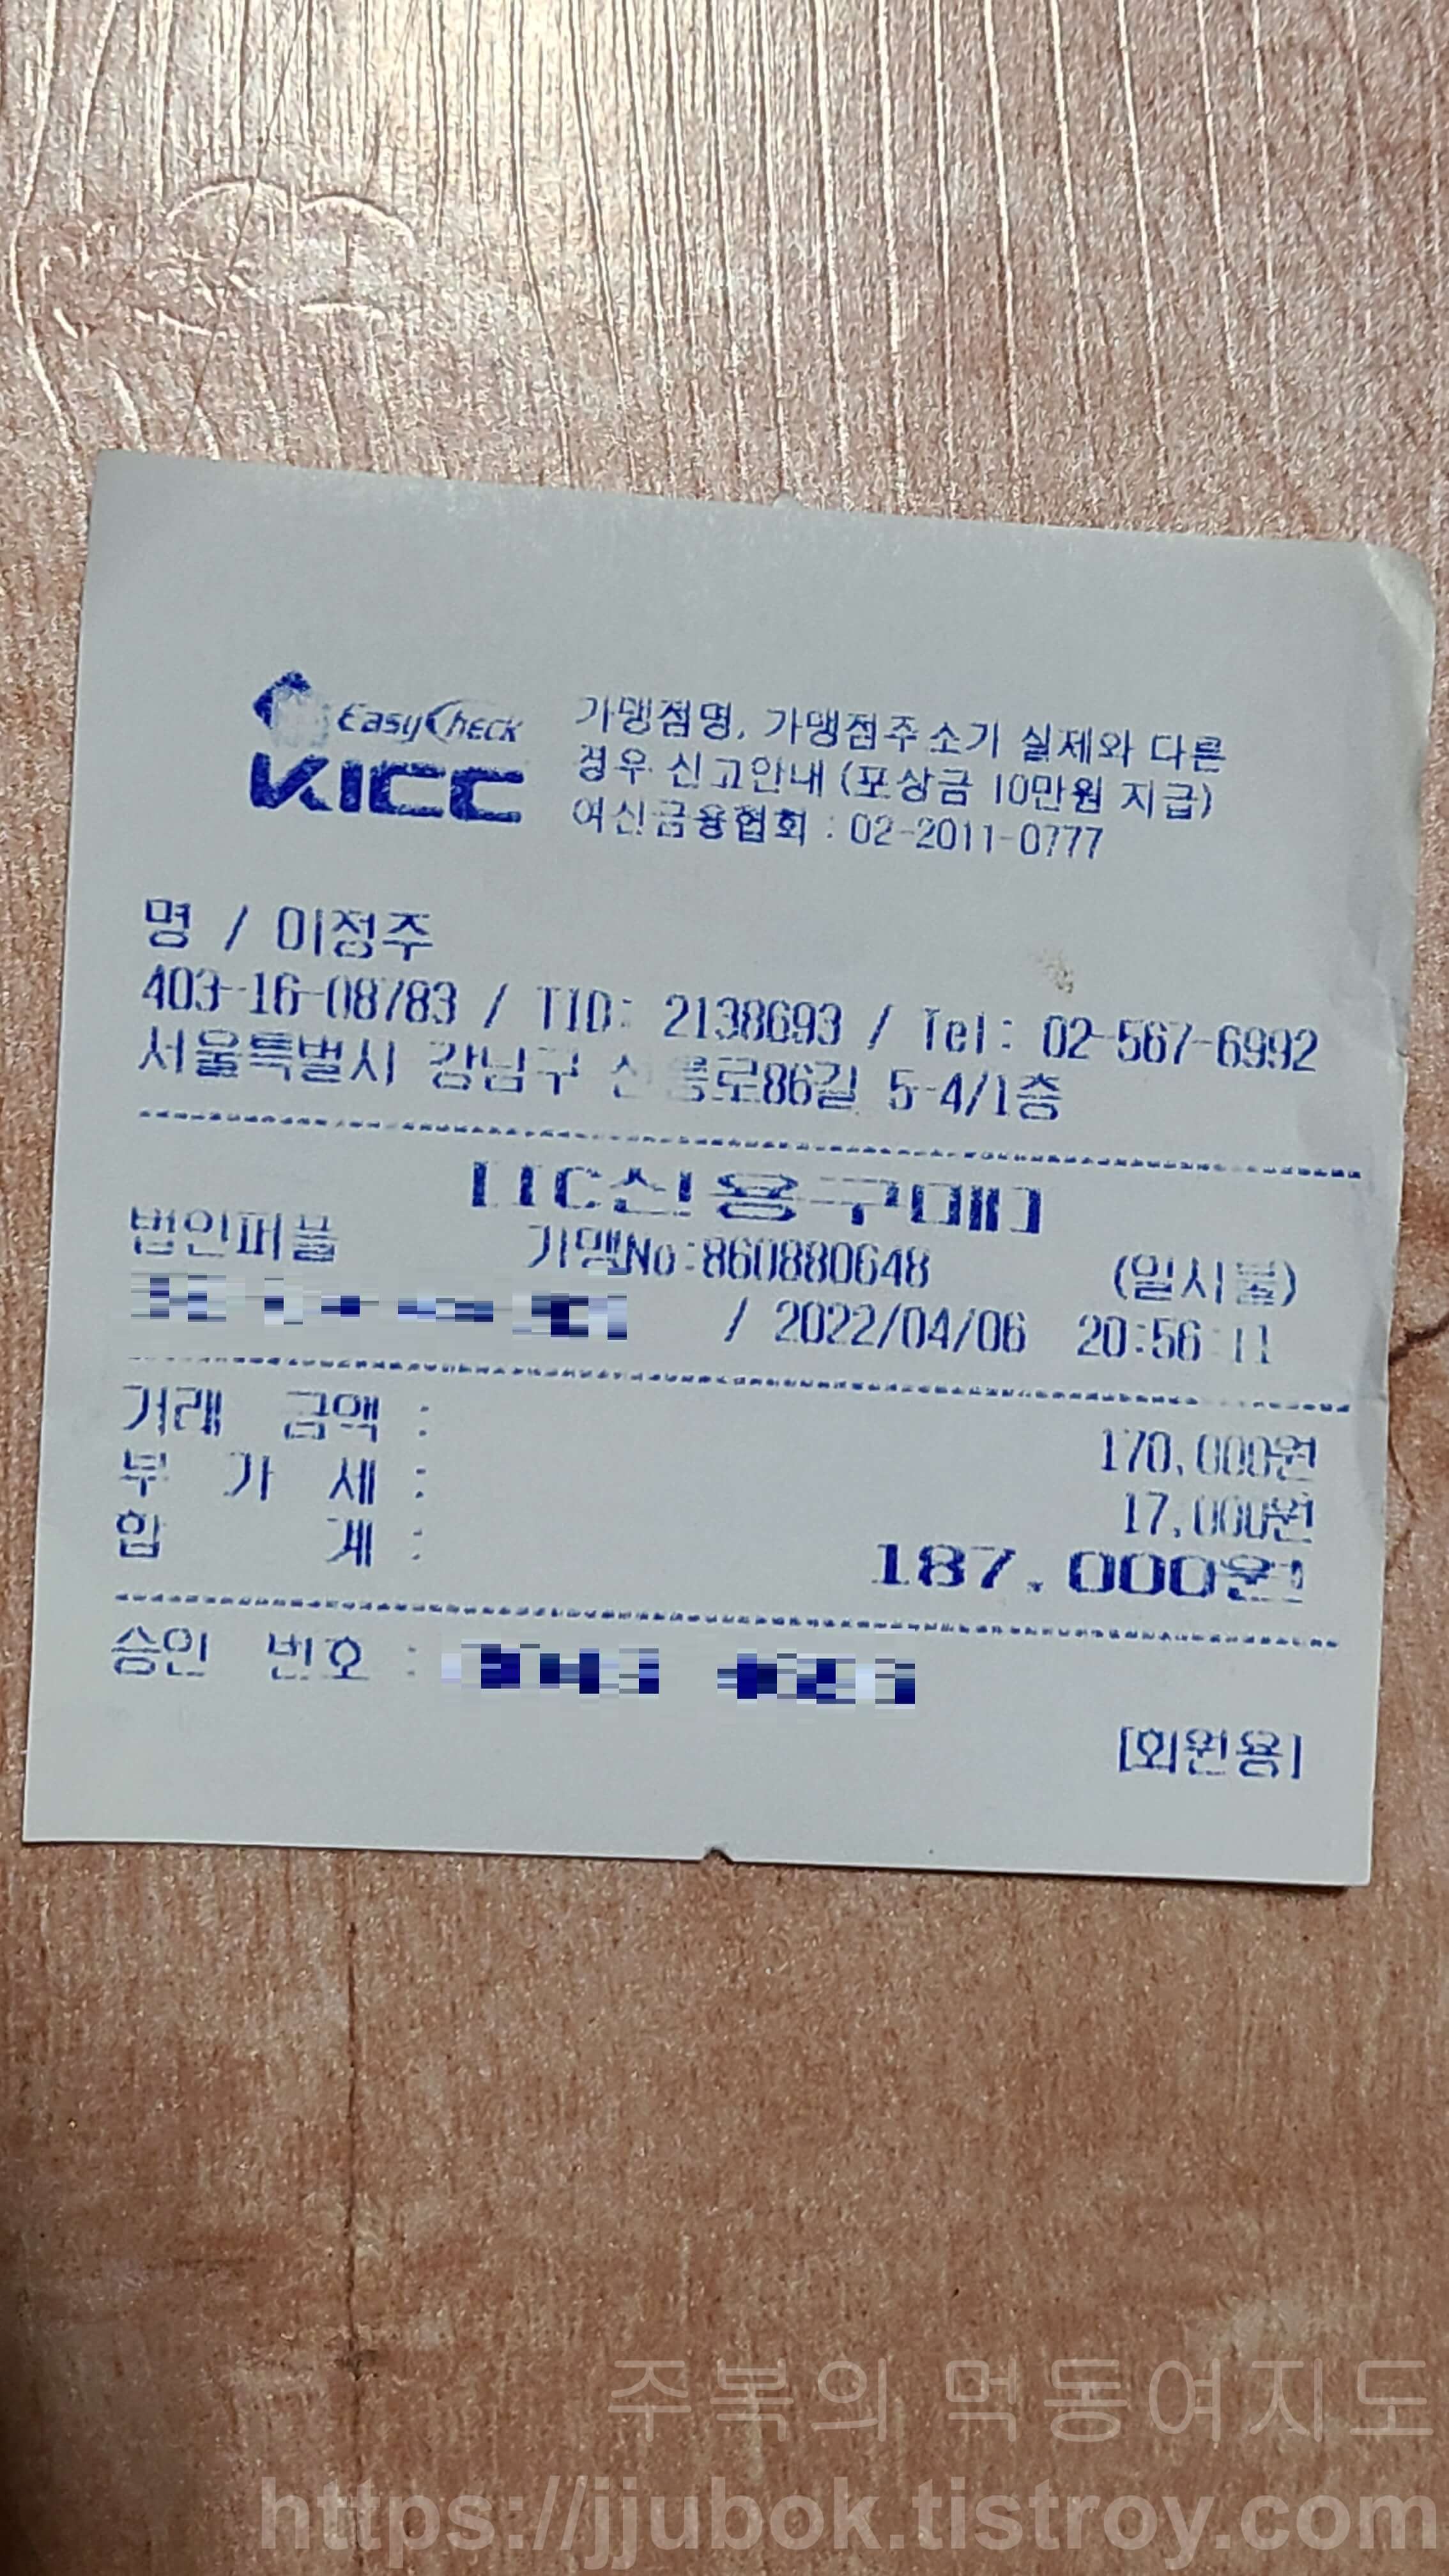 EasyCheck
KICC
가맹점명, 가맹점주소가 실제와 다른
경우 신고안내 (포상금 10만원 지급)
여신금융협회 : 02-2011-0777
명 / 이정주
403-16-08783 / TID: 2138693 / Tel: 02-567-6992
서울특별시 강남구 선릉로86길 5-4/1층
[IC신용구매]
법인퍼플 가맹No:860880648 (일시불)
/ 2022/04/06 20:56:11
거래 금액 : 170,000원
부 가 세 : 17,000원
합 계 : 187,000원
승인 번호 :
[회원용]
주복의 먹동여지도
https://jjubok.tistroy.com